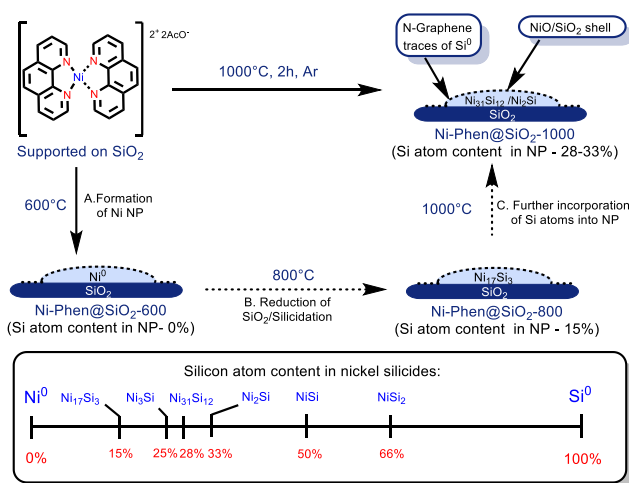 2+ 2AcO-
N-Graphene
traces of Si0
NiO/SiO2 shell
N N
Ni
N N
1000°C, 2h, Ar
Ni31Si12 /Ni2Si
SiO2
Ni-Phen@SiO2-1000
(Si atom content in NP - 28-33%)
Supported on SiO2
600°C
A.Formation
of Ni NP
1000°C
C. Further incorporation
of Si atoms into NP
Ni0
SiO2
Ni-Phen@SiO2-600
(Si atom content in NP- 0%)
800°C
B. Reduction of
SiO2/Silicidation
Ni17Si3
SiO2
Ni-Phen@SiO2-800
(Si atom content in NP - 15%)
Silicon atom content in nickel silicides:
Ni0 Ni17Si3 Ni3Si Ni31Si12 Ni2Si NiSi NiSi2 Si0
0% 15% 25% 28% 33% 50% 66% 100%